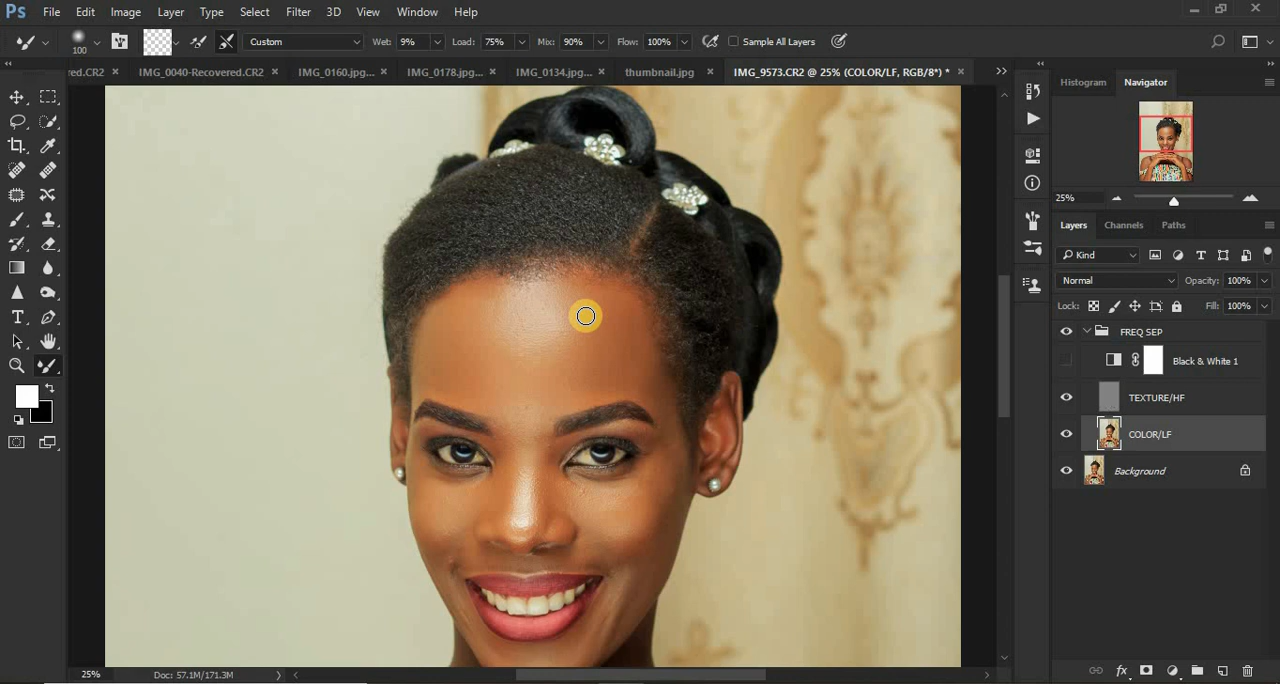 Ps File Edit Image Layer Type Select Filter 3D View Window Help
100 Custom Wet: 9% Load: 75% Mix: 90% Flow: 100% Sample All Layers
red.CR2 × IMG_0040-Recovered.CR2 × IMG_0160.jpg... × IMG_0178.jpg... × IMG_0134.jpg... × thumbnail.jpg × IMG_9573.CR2 @ 25% (COLOR/LF, RGB/8*) * ×
Histogram Navigator
25%
Layers Channels Paths
Kind
Normal Opacity: 100%
Lock: Fill: 100%
FREQ SEP
Black & White 1
TEXTURE/HF
COLOR/LF
Background
25% Doc: 57.1M/171.3M